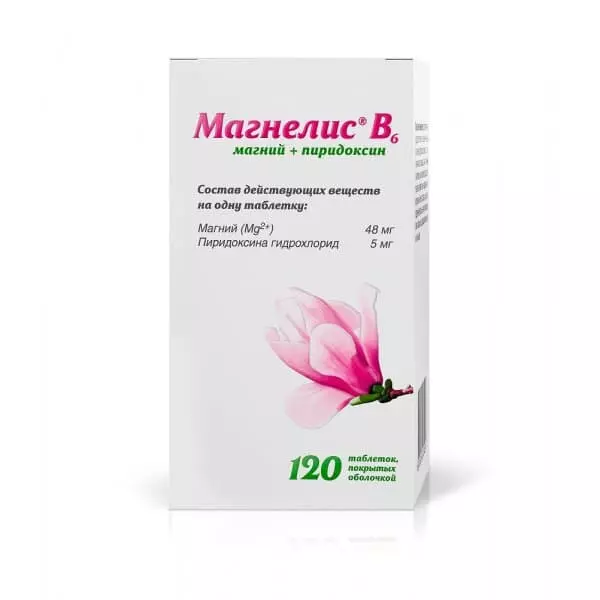 Магнелис® B₆
магний + пиридоксин
Состав действующих веществ
на одну таблетку:
Магний (Mg²⁺) 48 мг
Пиридоксина гидрохлорид 5 мг
120 таблеток,
покрытых
оболочкой